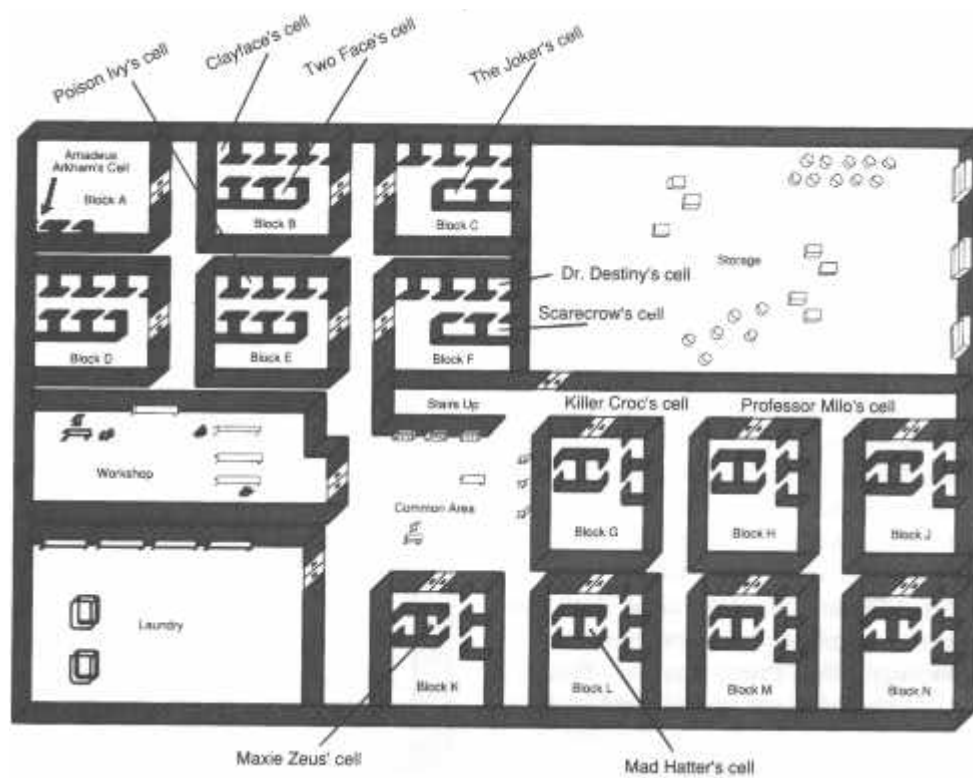 Poison Ivy's cell
Clayface's cell
Two Face's cell
The Joker's cell
Amadeus
Arkham's Cell
Block A
Block B
Block C
Storage
Dr. Destiny's cell
Scarecrow's cell
Block D
Block E
Block F
Stairs Up
Killer Croc's cell
Professor Milo's cell
Workshop
Common Area
Block G
Block H
Block J
Laundry
Block K
Block L
Block M
Block N
Maxie Zeus' cell
Mad Hatter's cell